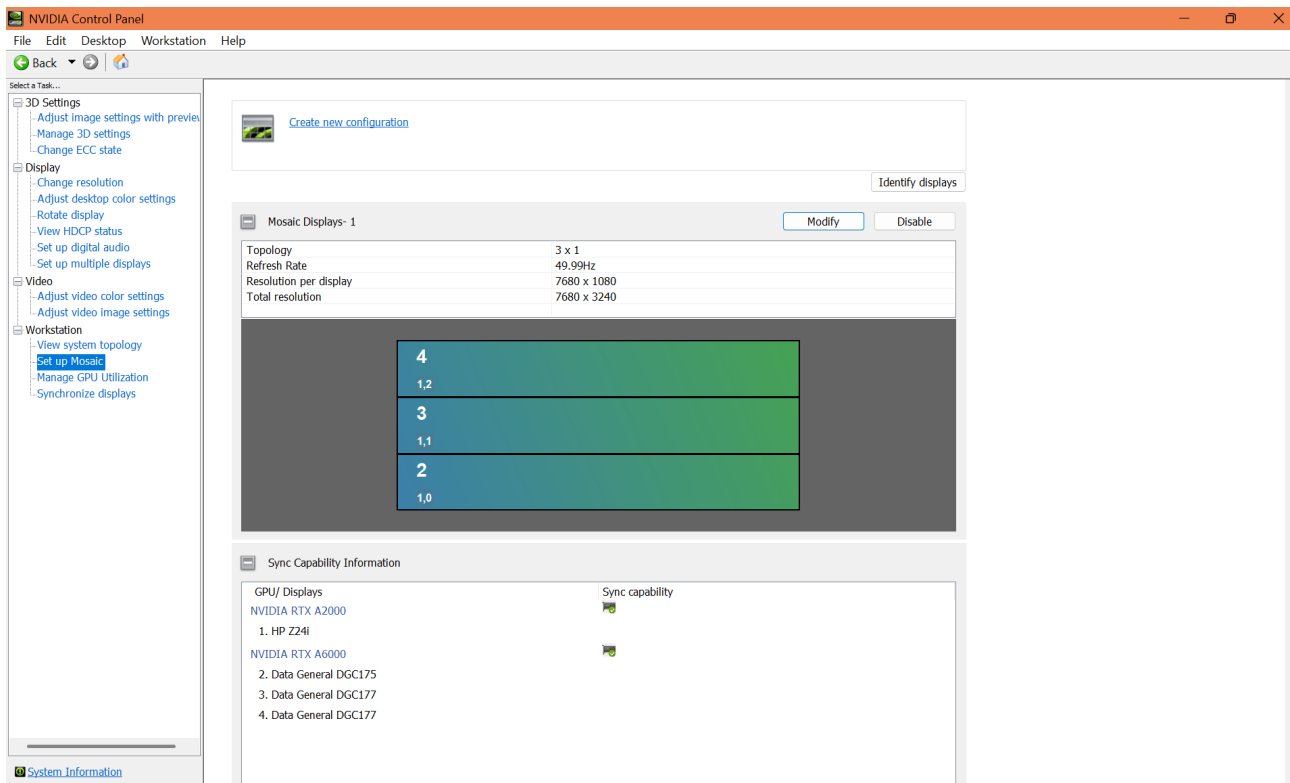 NVIDIA Control Panel
File Edit Desktop Workstation Help
Back
Select a Task...
3D Settings
Adjust image settings with preview
Manage 3D settings
Change ECC state
Display
Change resolution
Adjust desktop color settings
Rotate display
View HDCP status
Set up digital audio
Set up multiple displays
Video
Adjust video color settings
Adjust video image settings
Workstation
View system topology
Set up Mosaic
Manage GPU Utilization
Synchronize displays
System Information
Create new configuration
Identify displays
Mosaic Displays- 1 Modify Disable
Topology 3 x 1
Refresh Rate 49.99Hz
Resolution per display 7680 x 1080
Total resolution 7680 x 3240
4
1,2
3
1,1
2
1,0
Sync Capability Information
GPU/ Displays Sync capability
NVIDIA RTX A2000
1. HP Z24i
NVIDIA RTX A6000
2. Data General DGC175
3. Data General DGC177
4. Data General DGC177